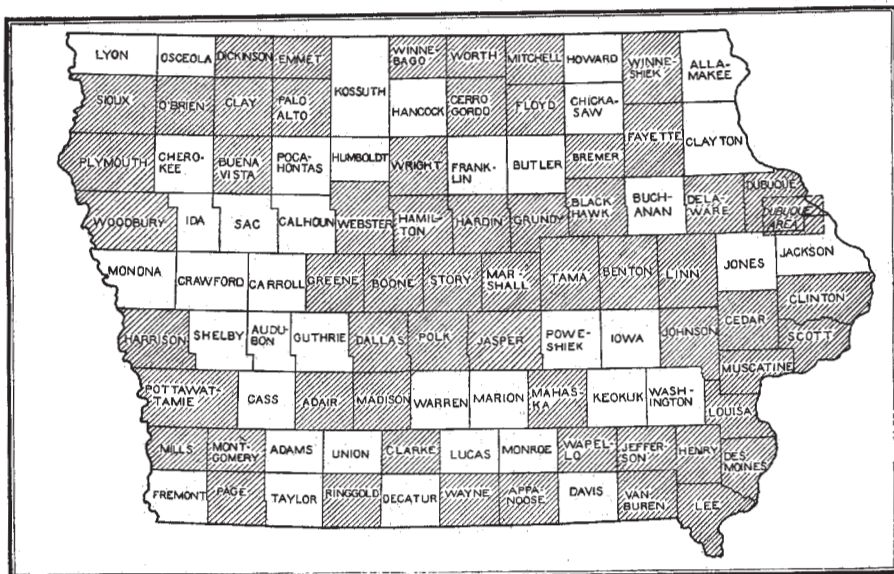 LYON
OSCEOLA
DICKINSON
EMMET
KOSSUTH
WINNE-
BAGO
WORTH
MITCHELL
HOWARD
WINNE-
SHIEK
ALLA-
MAKEE
SIOUX
O'BRIEN
CLAY
PALO
ALTO
HANCOCK
CERRO
GORDO
FLOYD
CHICKA-
SAW
FAYETTE
CLAYTON
PLYMOUTH
CHERO-
KEE
BUENA
VISTA
POCA-
HONTAS
HUMBOLDT
WRIGHT
FRANK-
LIN
BUTLER
BREMER
WOODBURY
IDA
SAC
CALHOUN
WEBSTER
HAMIL-
TON
HARDIN
GRUNDY
BLACK
HAWK
BUCH-
ANAN
DELA-
WARE
DUBUQUE
DUBUQUE
AREA
MONONA
CRAWFORD
CARROLL
GREENE
BOONE
STORY
MAR-
SHALL
TAMA
BENTON
LINN
JONES
JACKSON
HARRISON
SHELBY
AUDU-
BON
GUTHRIE
DALLAS
POLK
JASPER
POWE-
SHIEK
IOWA
JOHNSON
CEDAR
CLINTON
SCOTT
MUSCATINE
POTTAWAT-
TAMIE
CASS
ADAIR
MADISON
WARREN
MARION
MAHAS-
KA
KEOKUK
WASH-
INGTON
LOUISA
MILLS
MONT-
GOMERY
ADAMS
UNION
CLARKE
LUCAS
MONROE
WAPEL-
LO
JEFFER-
SON
HENRY
DES
MOINES
FREMONT
PAGE
TAYLOR
RINGGOLD
DECATUR
WAYNE
APPA-
NOOSE
DAVIS
VAN
BUREN
LEE